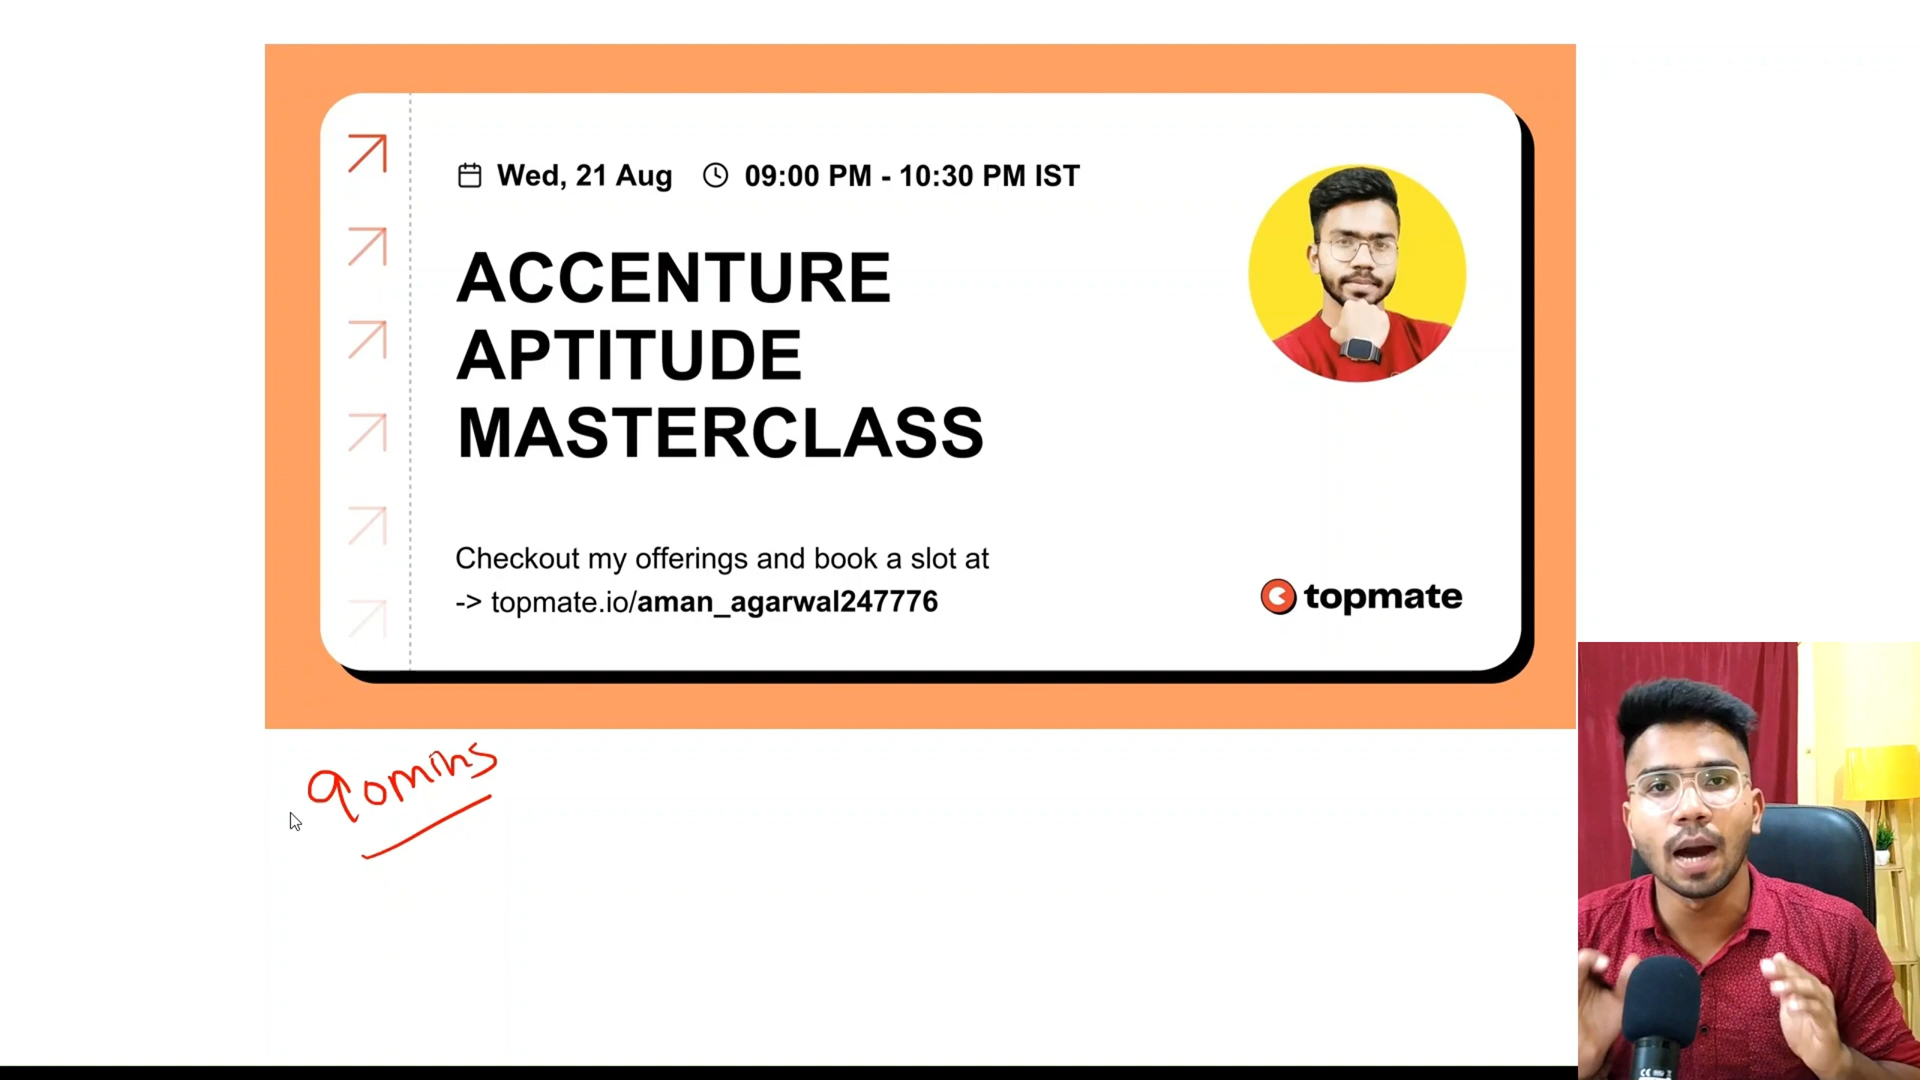 Wed, 21 Aug 09:00 PM - 10:30 PM IST
ACCENTURE
APTITUDE
MASTERCLASS
Checkout my offerings and book a slot at
-> topmate.io/aman_agarwal247776
topmate
90mins